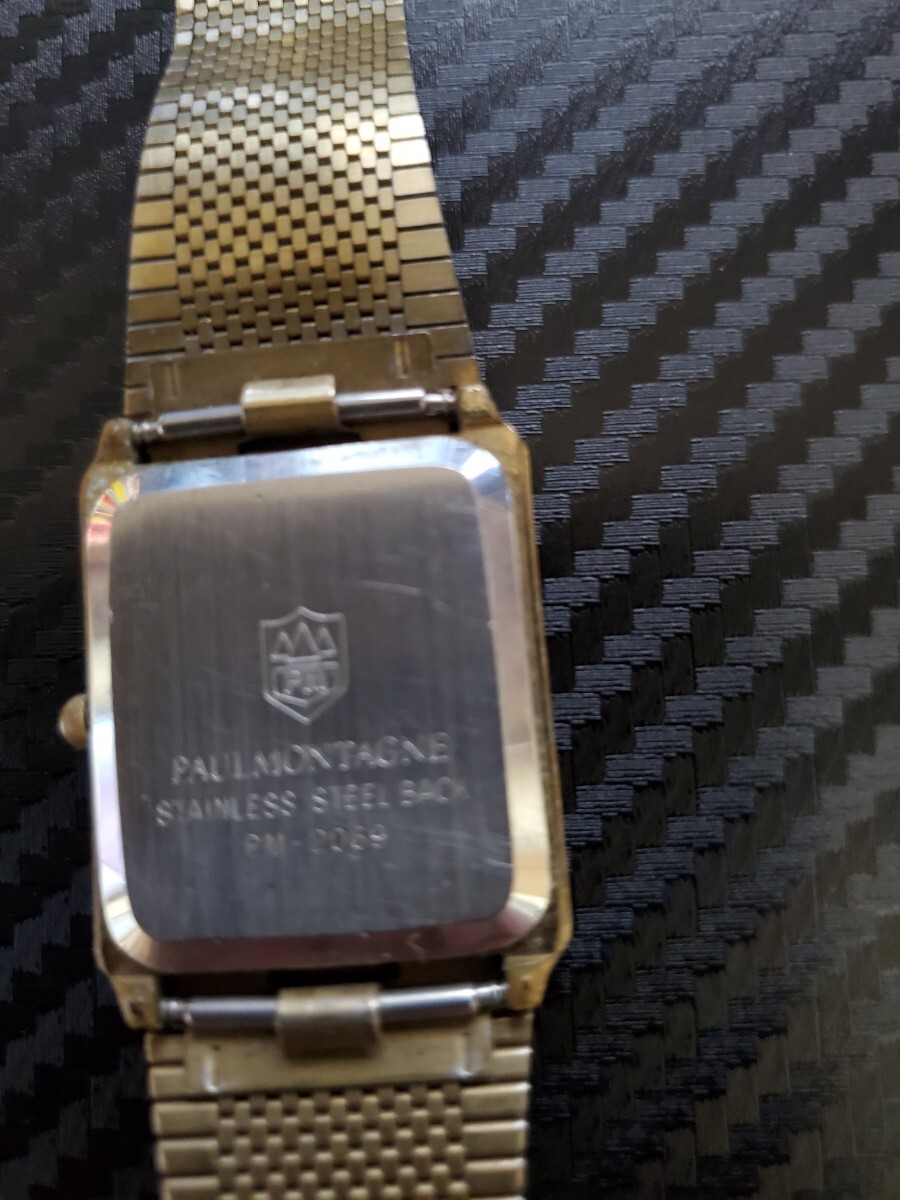 PM
PAULMONTAGNE
STAINLESS STEEL BACK
PM-2069